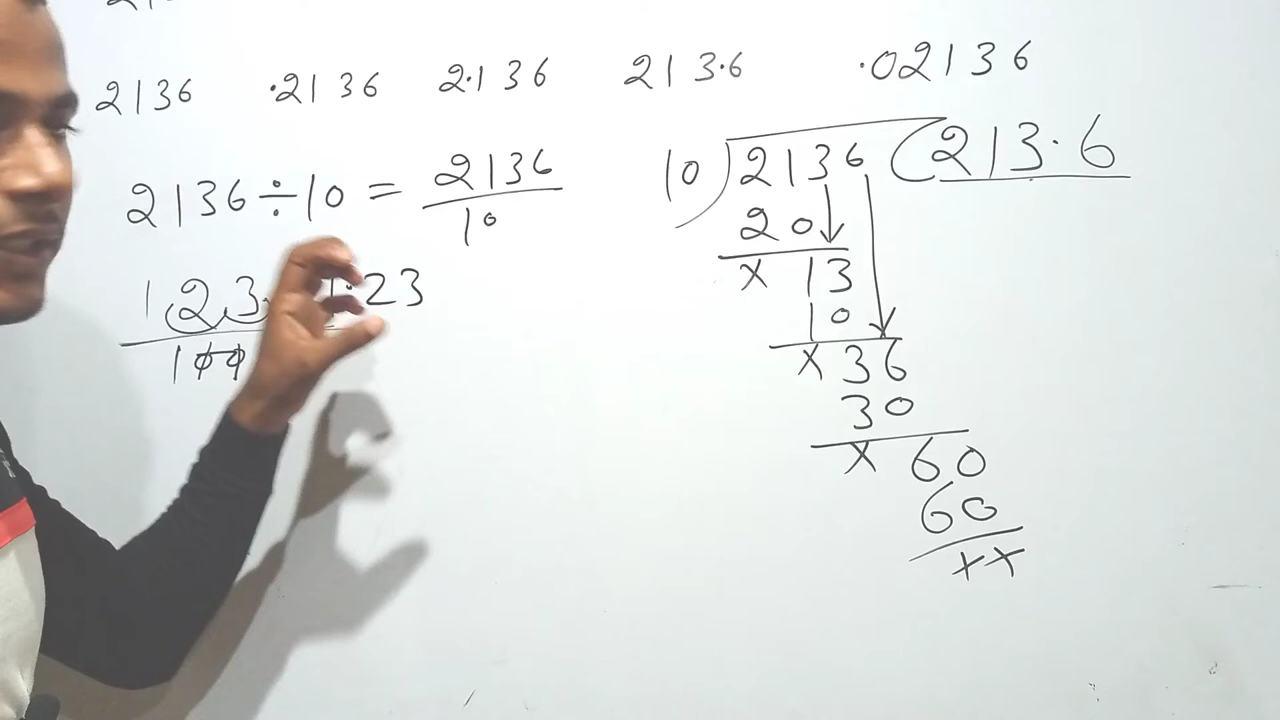 2136 .2136 2.136 213.6 .02136
2136 ÷ 10 = 2136
10
123 1.23
100
10 ) 2136 ( 213.6
20
x 13
10
x 36
30
x 60
60
x x